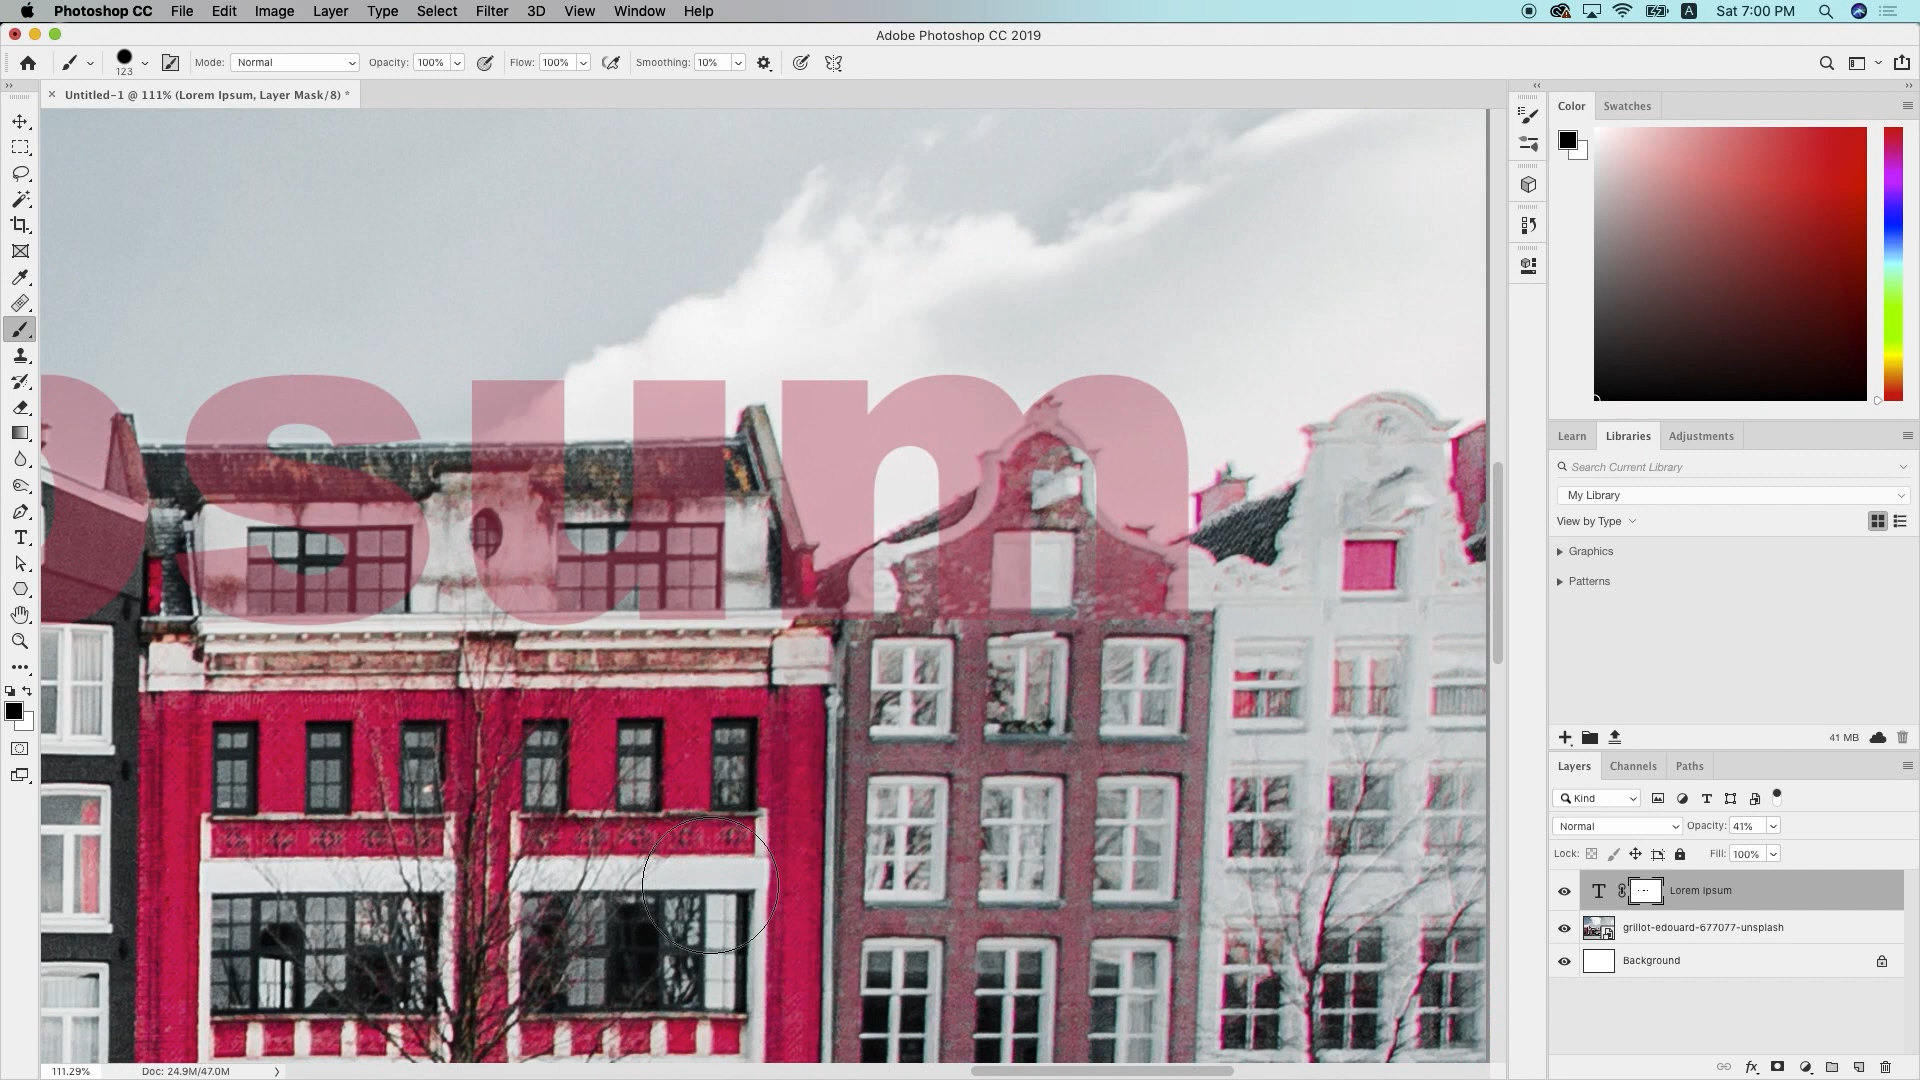 Photoshop CC File Edit Image Layer Type Select Filter 3D View Window Help A Sat 7:00 PM
Adobe Photoshop CC 2019
123 Mode: Normal Opacity: 100% Flow: 100% Smoothing: 10%
Untitled-1 @ 111% (Lorem Ipsum, Layer Mask/8) *
Color Swatches
psum
Learn Libraries Adjustments
Search Current Library
My Library
View by Type
Graphics
Patterns
41 MB
Layers Channels Paths
Kind
Normal Opacity: 41%
Lock: Fill: 100%
T Lorem Ipsum
grillot-edouard-677077-unsplash
Background
111.29% Doc: 24.9M/47.0M
fx